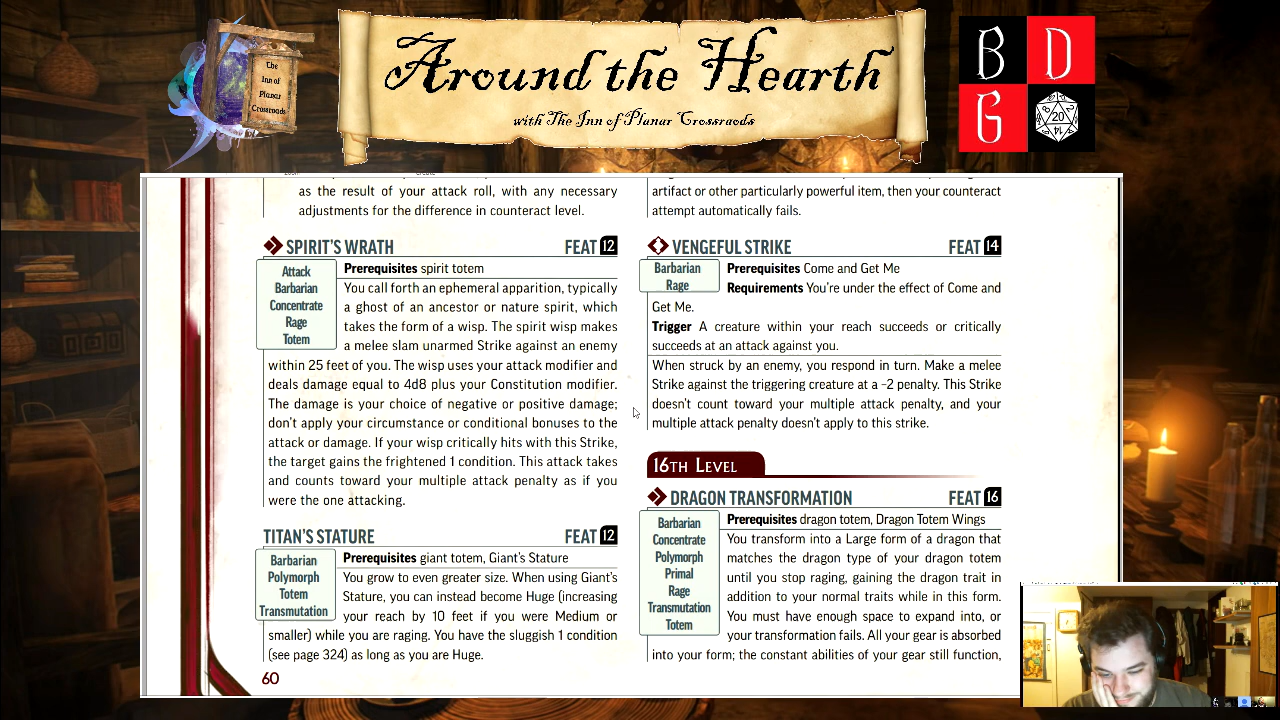 The
Inn of
Planar
Crossroads
Around the Hearth
with The Inn of Planar Crossroads
B D
G
20
as the result of your attack roll, with any necessary
adjustments for the difference in counteract level.
SPIRIT'S WRATH FEAT 12
Attack
Barbarian
Concentrate
Rage
Totem
Prerequisites spirit totem
You call forth an ephemeral apparition, typically
a ghost of an ancestor or nature spirit, which
takes the form of a wisp. The spirit wisp makes
a melee slam unarmed Strike against an enemy
within 25 feet of you. The wisp uses your attack modifier and
deals damage equal to 4d8 plus your Constitution modifier.
The damage is your choice of negative or positive damage;
don't apply your circumstance or conditional bonuses to the
attack or damage. If your wisp critically hits with this Strike,
the target gains the frightened 1 condition. This attack takes
and counts toward your multiple attack penalty as if you
were the one attacking.
TITAN'S STATURE FEAT 12
Barbarian
Polymorph
Totem
Transmutation
Prerequisites giant totem, Giant's Stature
You grow to even greater size. When using Giant's
Stature, you can instead become Huge (increasing
your reach by 10 feet if you were Medium or
smaller) while you are raging. You have the sluggish 1 condition
(see page 324) as long as you are Huge.
60
artifact or other particularly powerful item, then your counteract
attempt automatically fails.
VENGEFUL STRIKE FEAT 14
Barbarian
Rage
Prerequisites Come and Get Me
Requirements You're under the effect of Come and
Get Me.
Trigger A creature within your reach succeeds or critically
succeeds at an attack against you.
When struck by an enemy, you respond in turn. Make a melee
Strike against the triggering creature at a -2 penalty. This Strike
doesn't count toward your multiple attack penalty, and your
multiple attack penalty doesn't apply to this strike.
16TH LEVEL
DRAGON TRANSFORMATION FEAT 16
Barbarian
Concentrate
Polymorph
Primal
Rage
Transmutation
Totem
Prerequisites dragon totem, Dragon Totem Wings
You transform into a Large form of a dragon that
matches the dragon type of your dragon totem
until you stop raging, gaining the dragon trait in
addition to your normal traits while in this form.
You must have enough space to expand into, or
your transformation fails. All your gear is absorbed
into your form; the constant abilities of your gear still function,